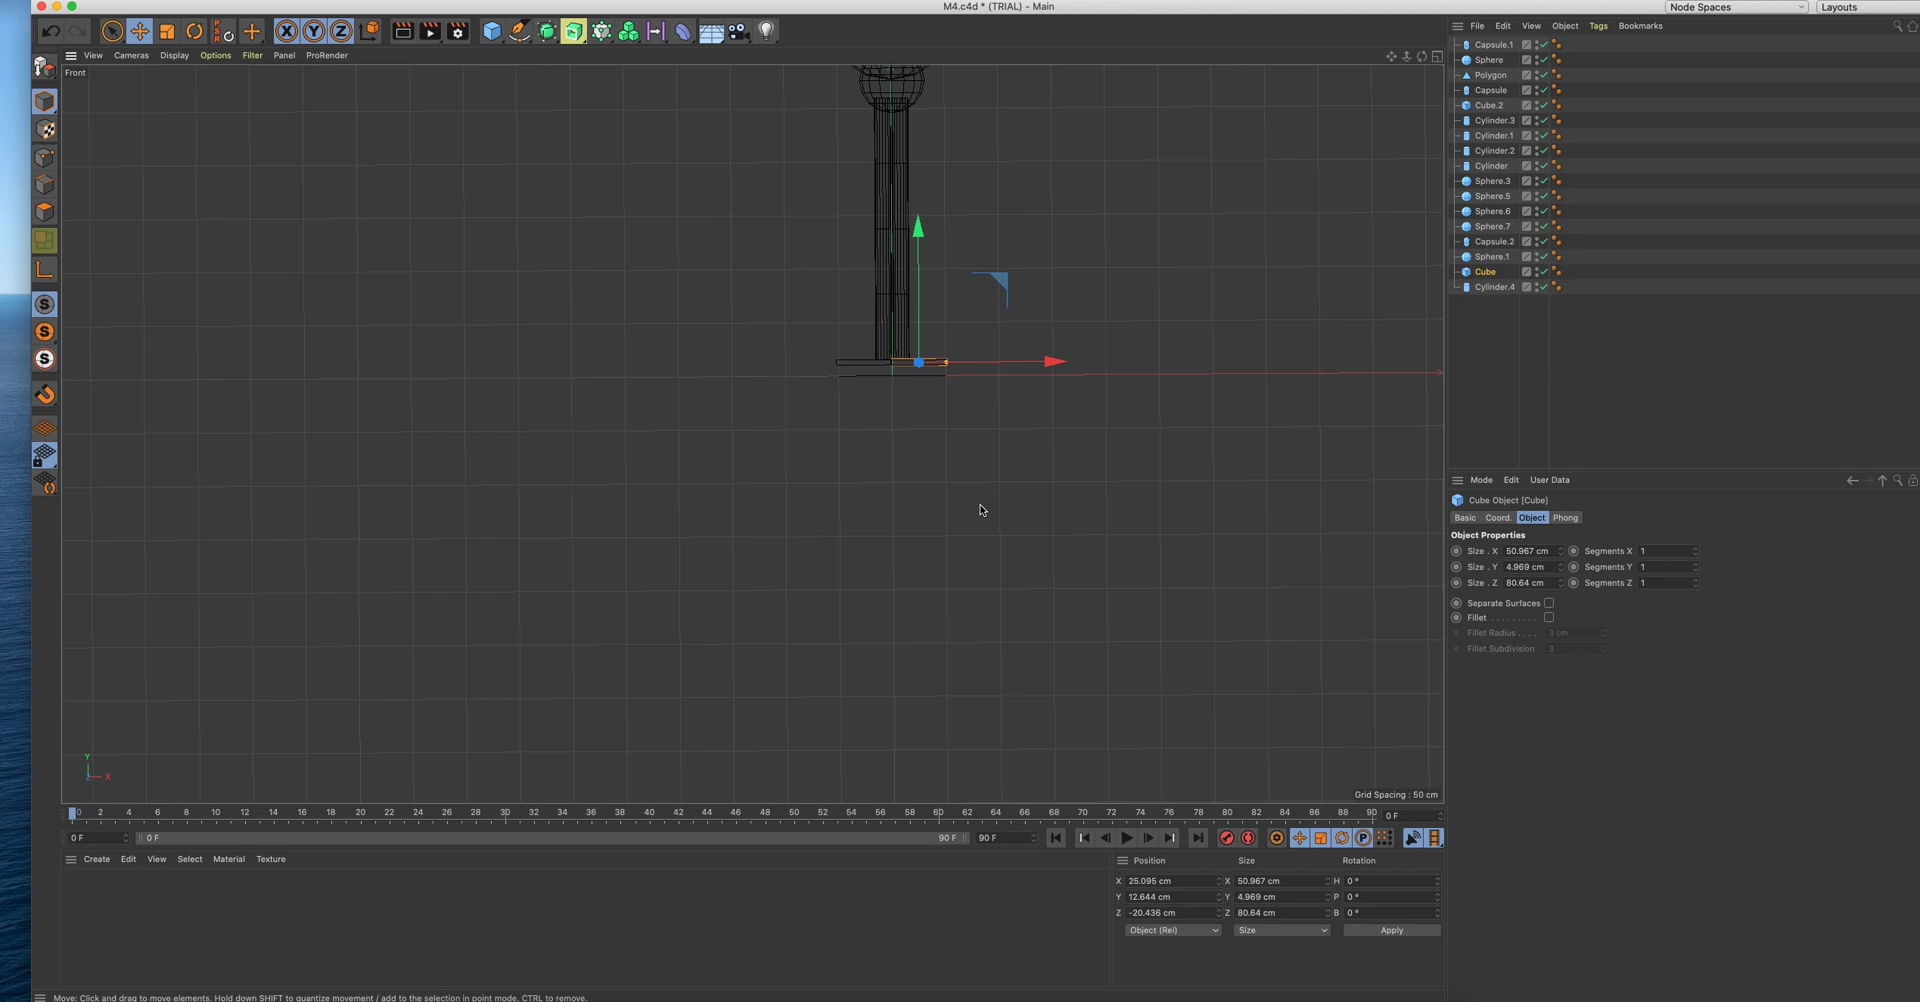 M4.c4d * (TRIAL) - Main
Node Spaces
Layouts
View Cameras Display Options Filter Panel ProRender
Front
File Edit View Object Tags Bookmarks
Capsule.1
Sphere
Polygon
Capsule
Cube.2
Cylinder.3
Cylinder.1
Cylinder.2
Cylinder
Sphere.3
Sphere.5
Sphere.6
Sphere.7
Capsule.2
Sphere.1
Cube
Cylinder.4
Mode Edit User Data
Cube Object [Cube]
Basic Coord. Object Phong
Object Properties
Size . X 50.967 cm Segments X 1
Size . Y 4.969 cm Segments Y 1
Size . Z 80.64 cm Segments Z 1
Separate Surfaces
Fillet . . . . . . . . .
Fillet Radius . . . . 3 cm
Fillet Subdivision 3
Y
Z X
Grid Spacing : 50 cm
0 2 4 6 8 10 12 14 16 18 20 22 24 26 28 30 32 34 36 38 40 42 44 46 48 50 52 54 56 58 60 62 64 66 68 70 72 74 76 78 80 82 84 86 88 90 0 F
0 F 0 F 90 F 90 F
Create Edit View Select Material Texture
Position Size Rotation
X 25.095 cm X 50.967 cm H 0 °
Y 12.644 cm Y 4.969 cm P 0 °
Z -20.436 cm Z 80.64 cm B 0 °
Object (Rel) Size Apply
Move: Click and drag to move elements. Hold down SHIFT to quantize movement / add to the selection in point mode, CTRL to remove.